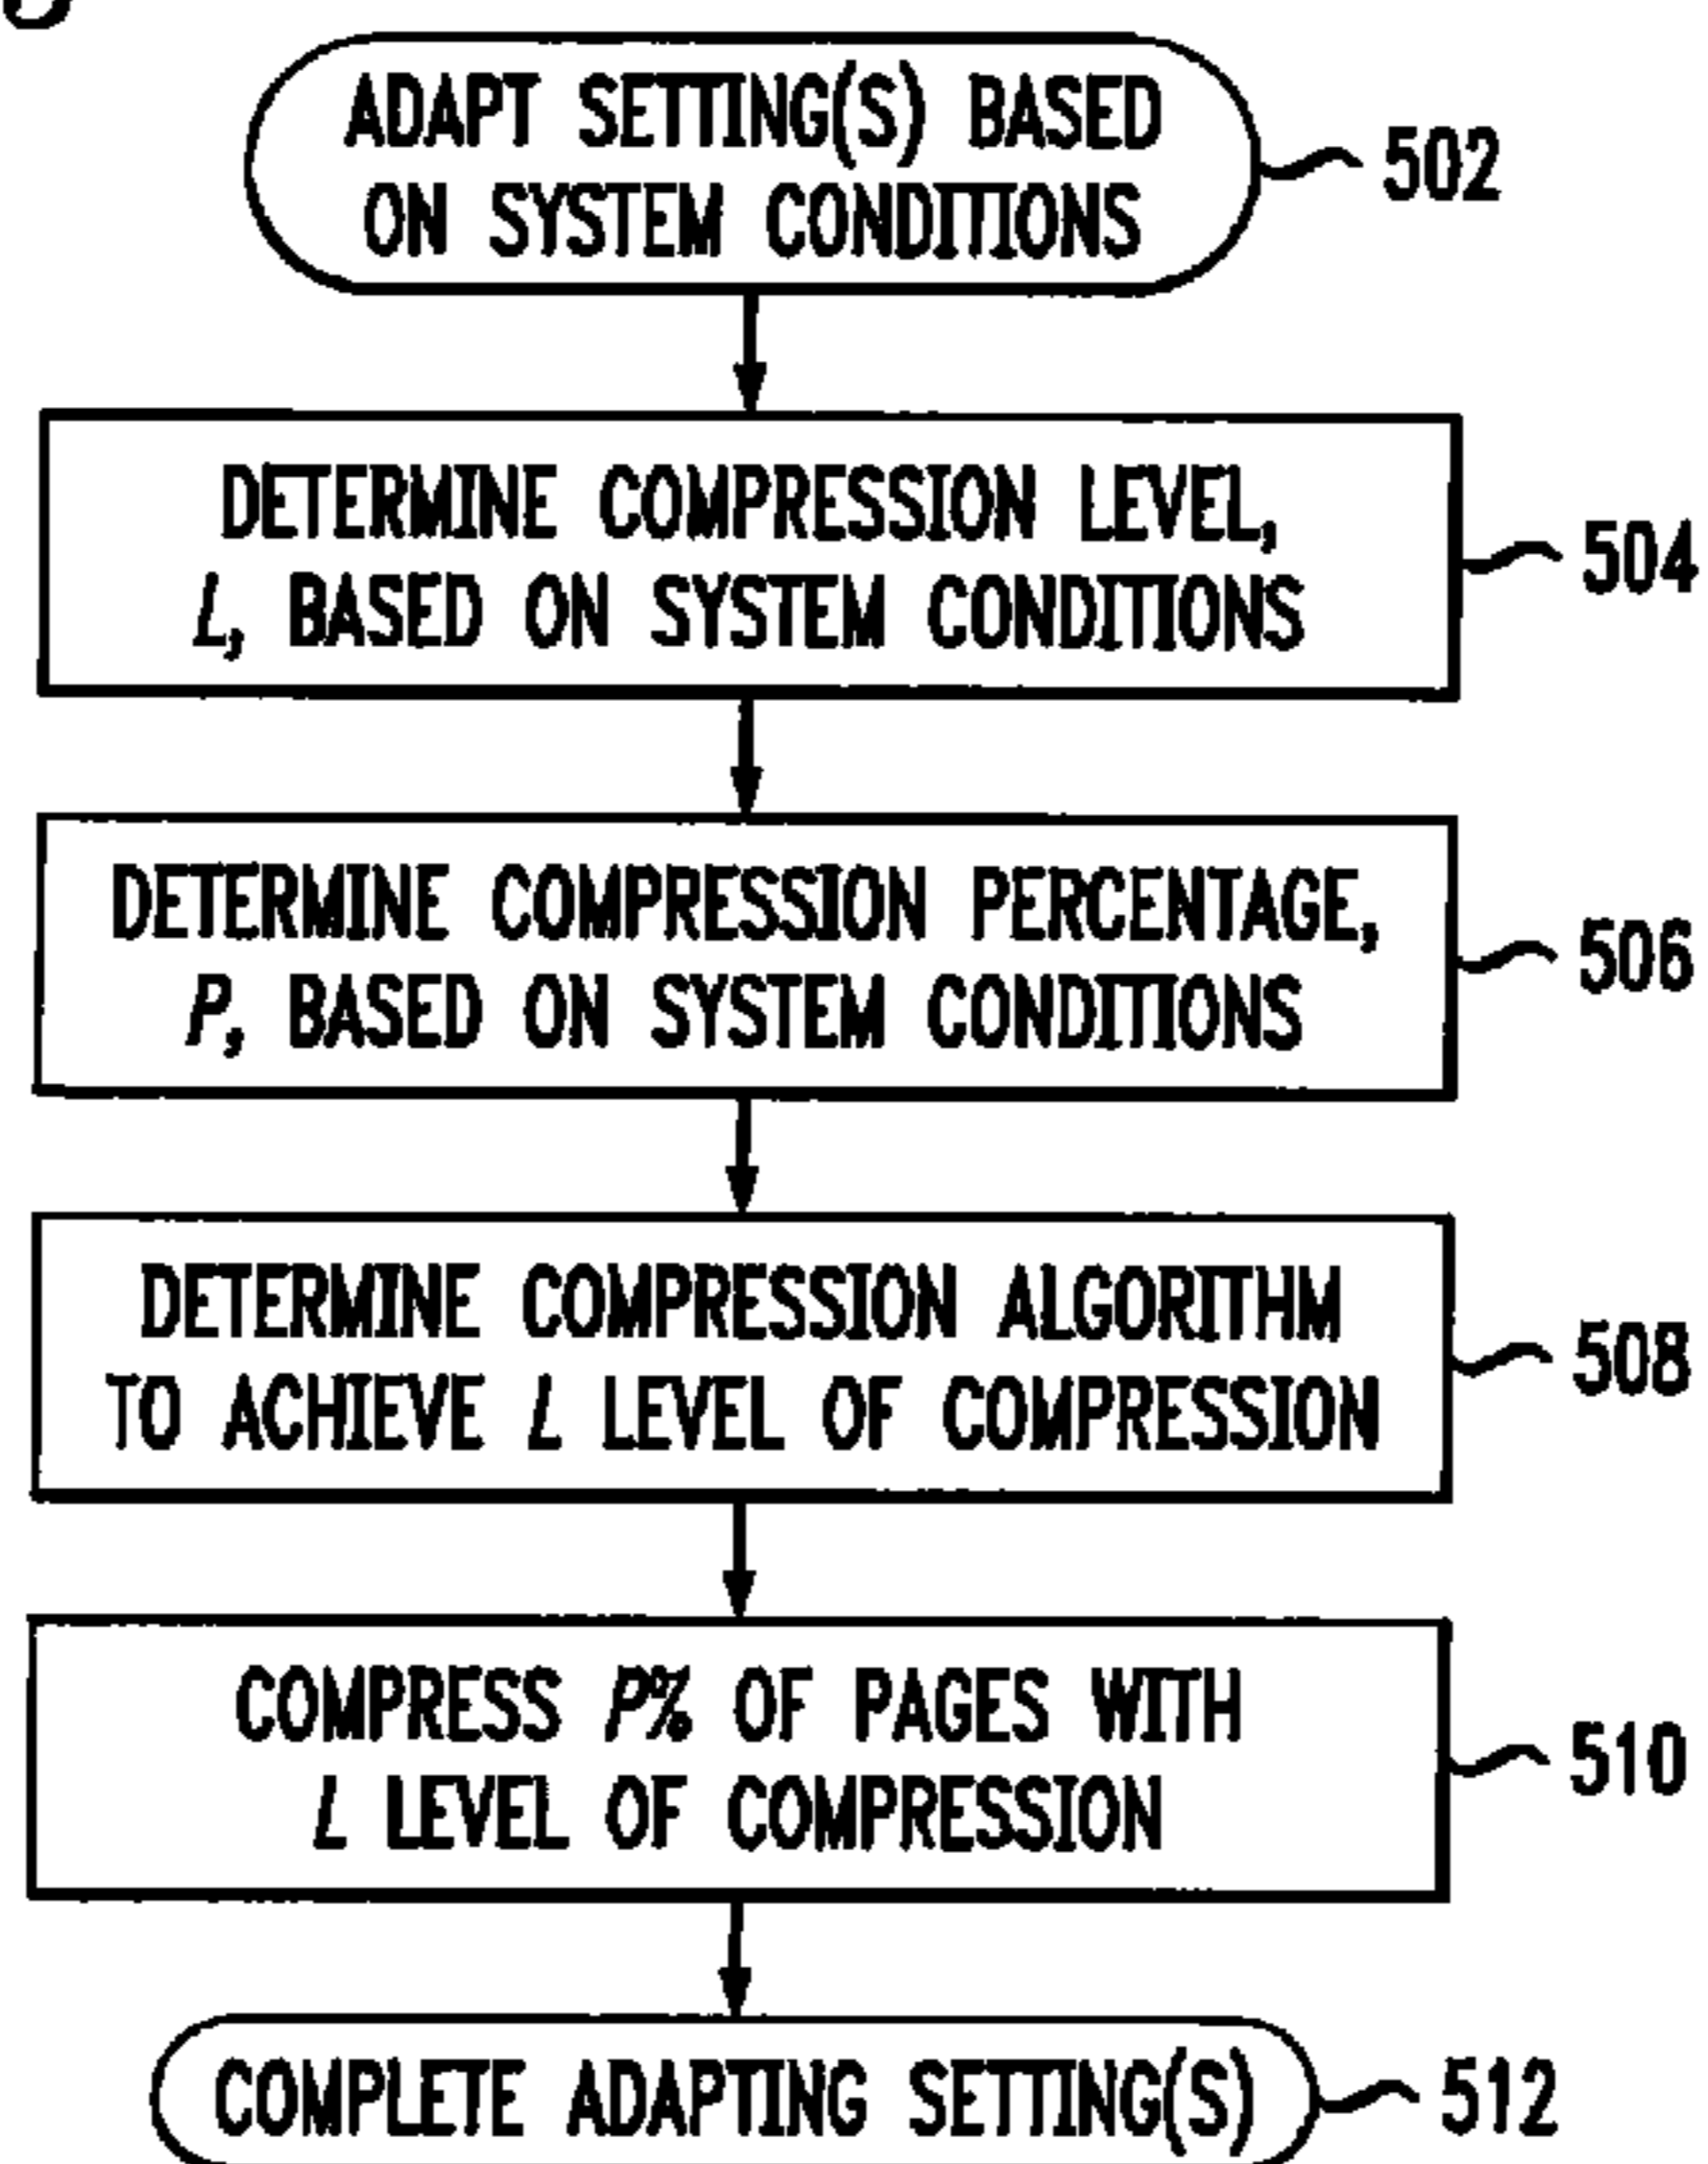 ADAPT SETTING(S) BASED
ON SYSTEM CONDITIONS
502
DETERMINE COMPRESSION LEVEL,
L, BASED ON SYSTEM CONDITIONS
504
DETERMINE COMPRESSION PERCENTAGE,
P, BASED ON SYSTEM CONDITIONS
506
DETERMINE COMPRESSION ALGORITHM
TO ACHIEVE L LEVEL OF COMPRESSION
508
COMPRESS P% OF PAGES WITH
L LEVEL OF COMPRESSION
510
COMPLETE ADAPTING SETTING(S)
512